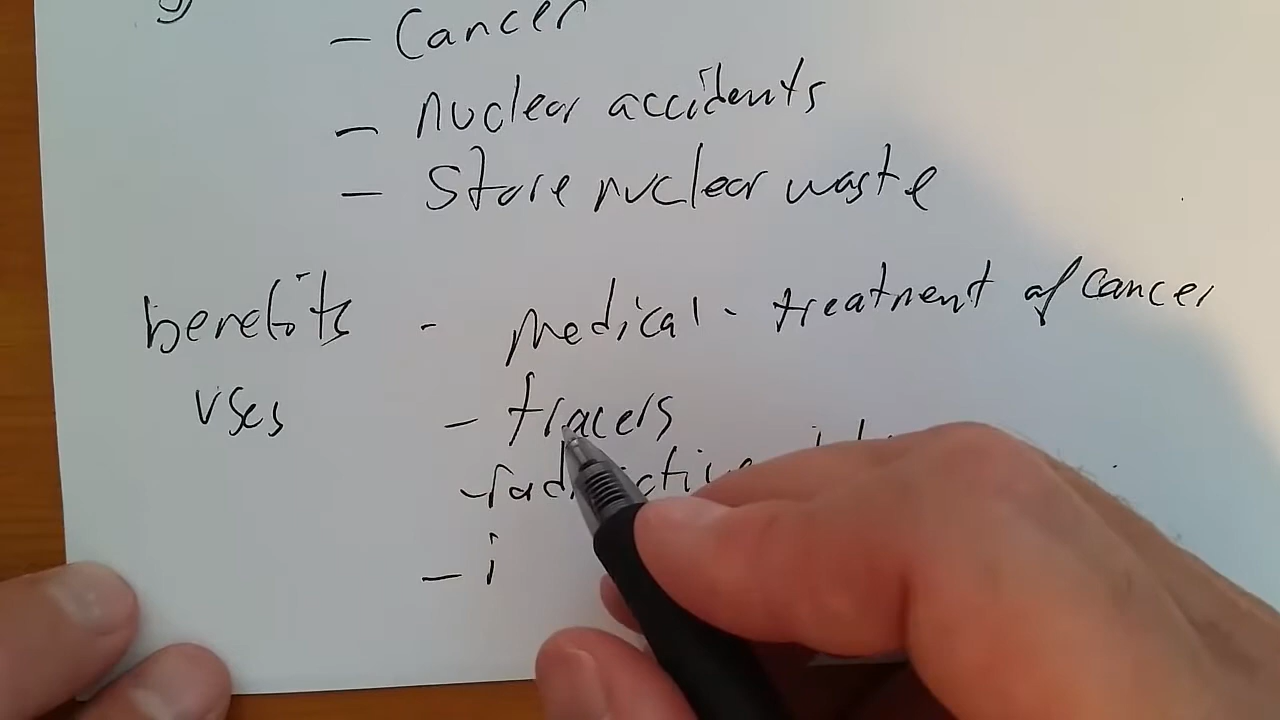 - Cancer
- nuclear accidents
- Store nuclear waste
benefits - medical - treatment of cancer
uses - tracers
- i